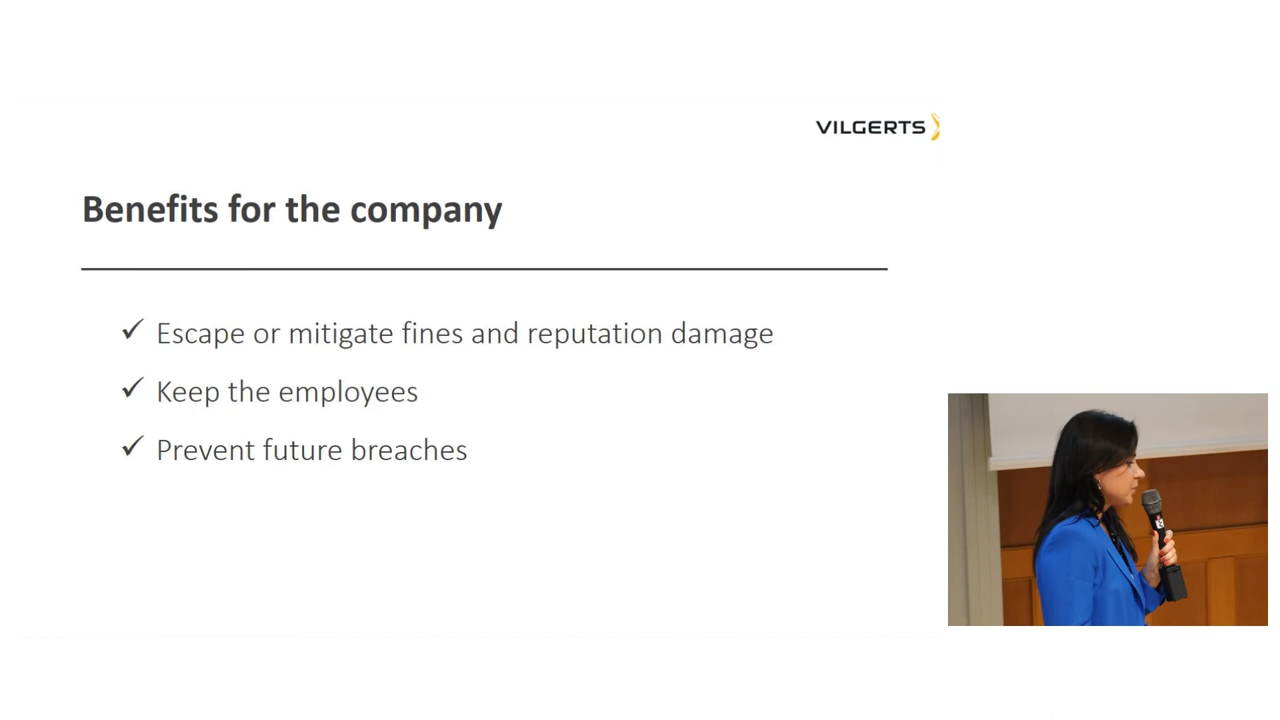 VILGERTS
Benefits for the company
✓ Escape or mitigate fines and reputation damage
✓ Keep the employees
✓ Prevent future breaches